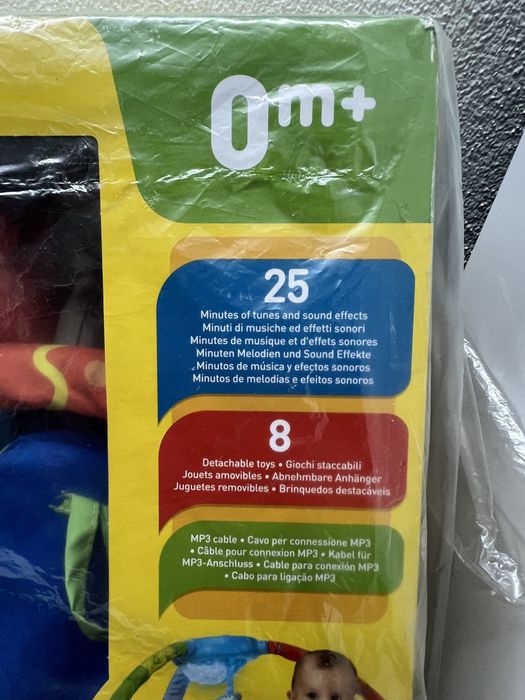 0m+
25
Minutes of tunes and sound effects
Minuti di musiche ed effetti sonori
Minutes de musique et d'effets sonores
Minuten Melodien und Sound Effekte
Minutos de música y efectos sonoros
Minutos de melodias e efeitos sonoros
8
Detachable toys • Giochi staccabili
Jouets amovibles • Abnehmbare Anhänger
Juguetes removibles • Brinquedos destacáveis
MP3 cable • Cavo per connessione MP3
• Câble pour connexion MP3 • Kabel für
MP3-Anschluss • Cable para conexión MP3
• Cabo para ligação MP3